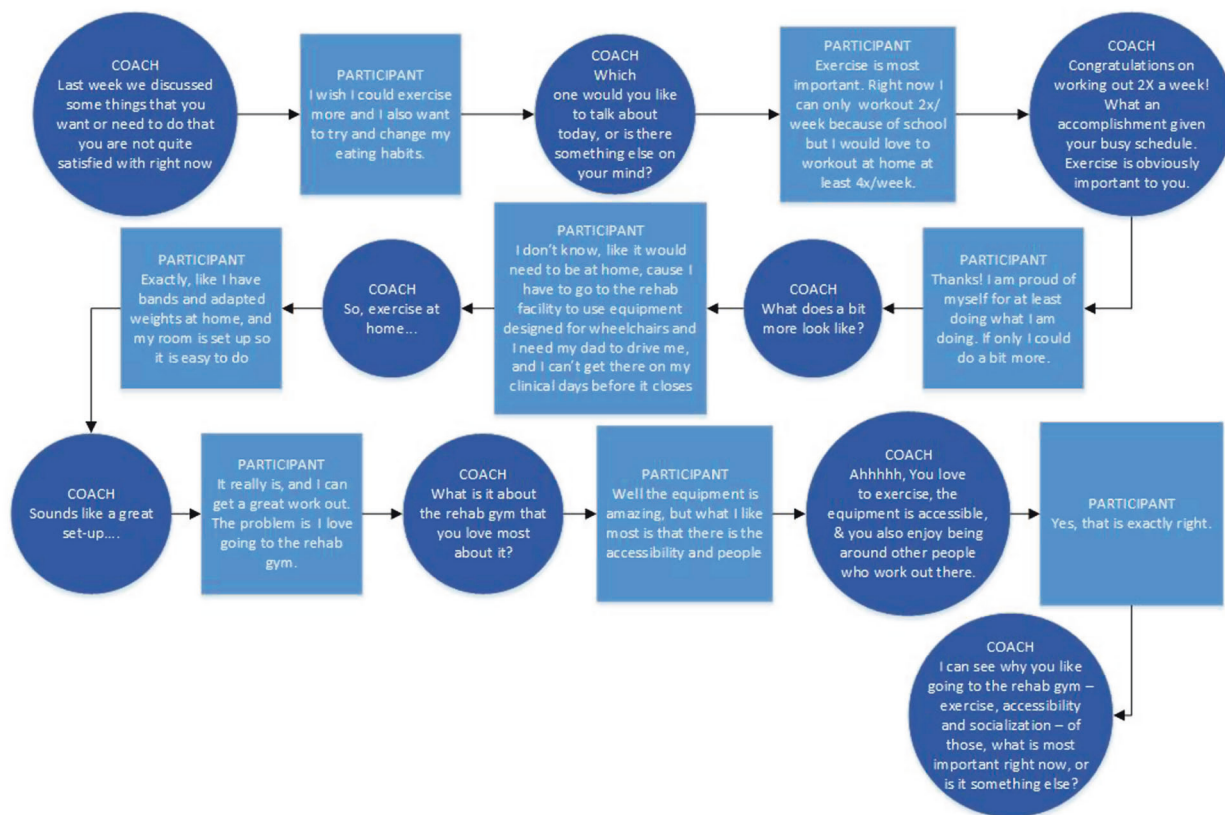 COACH
Last week we discussed
some things that you
want or need to do that
you are not quite
satisfied with right now
PARTICIPANT
I wish I could exercise
more and I also want
to try and change my
eating habits.
COACH
Which
one would you like
to talk about
today, or is there
something else on
your mind?
PARTICIPANT
Exercise is most
important. Right now I
can only workout 2x/
week because of school
but I would love to
workout at home at
least 4x/week.
COACH
Congratulations on
working out 2X a week!
What an
accomplishment given
your busy schedule.
Exercise is obviously
important to you.
PARTICIPANT
Thanks! I am proud of
myself for at least
doing what I am
doing. If only I could
do a bit more.
COACH
What does a bit
more look like?
PARTICIPANT
I don't know, like it would
need to be at home, cause I
have to go to the rehab
facility to use equipment
designed for wheelchairs and
I need my dad to drive me,
and I can't get there on my
clinical days before it closes
COACH
So, exercise at
home...
PARTICIPANT
Exactly, like I have
bands and adapted
weights at home, and
my room is set up so
it is easy to do
COACH
Sounds like a great
set-up....
PARTICIPANT
It really is, and I can
get a great work out.
The problem is I love
going to the rehab
gym.
COACH
What is it about
the rehab gym that
you love most
about it?
PARTICIPANT
Well the equipment is
amazing, but what I like
most is that there is the
accessibility and people
COACH
Ahhhhh, You love
to exercise, the
equipment is accessible,
& you also enjoy being
around other people
who work out there.
PARTICIPANT
Yes, that is exactly right.
COACH
I can see why you like
going to the rehab gym –
exercise, accessibility
and socialization – of
those, what is most
important right now, or
is it something else?